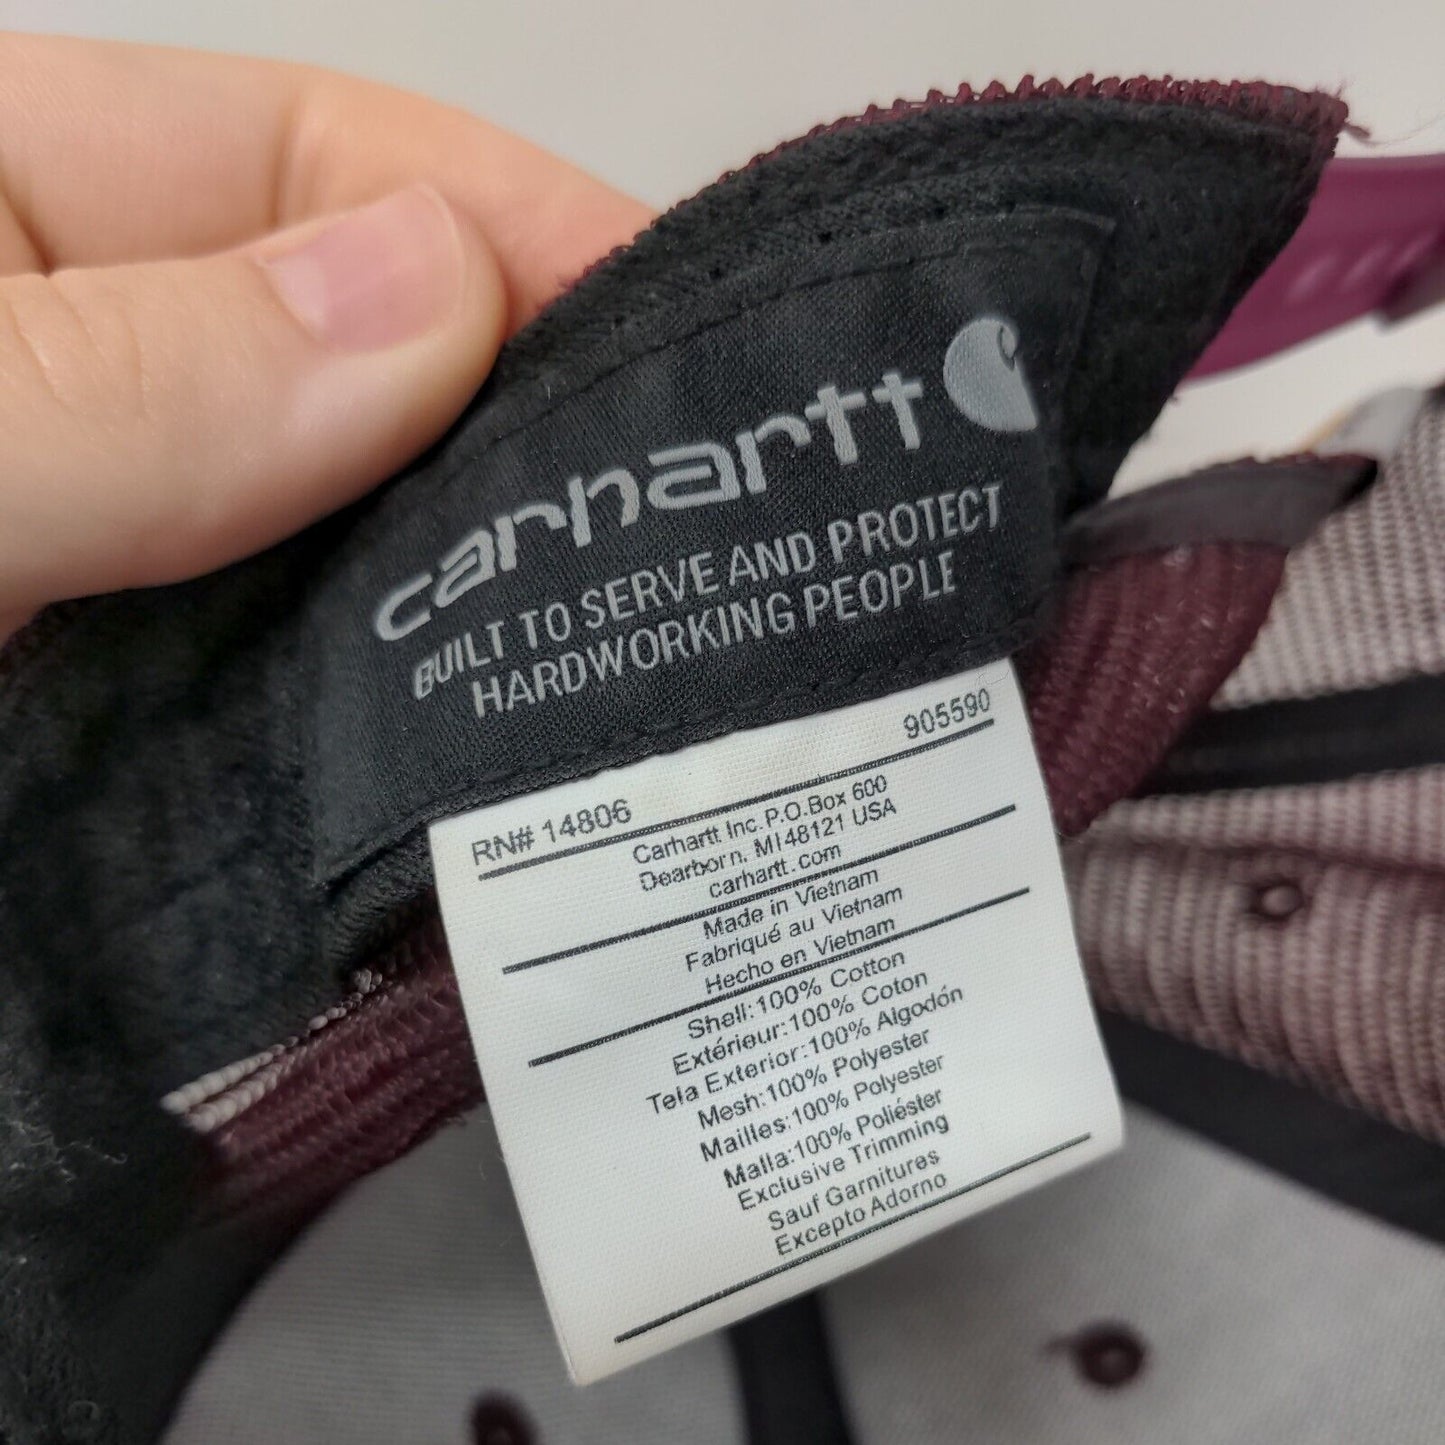 carhartt
BUILT TO SERVE AND PROTECT
HARDWORKING PEOPLE
RN# 14806 905590
Carhartt Inc. P.O.Box 600
Dearborn, MI 48121 USA
carhartt.com
Made in Vietnam
Fabriqué au Vietnam
Hecho en Vietnam
Shell:100% Cotton
Extérieur:100% Coton
Tela Exterior:100% Algodón
Mesh:100% Polyester
Mailles:100% Polyester
Malla:100% Poliéster
Exclusive Trimming
Sauf Garnitures
Excepto Adorno